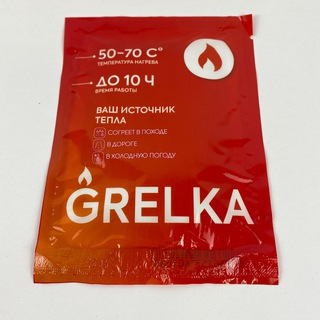 50-70 C°
ТЕМПЕРАТУРА НАГРЕВА
ДО 10 Ч
ВРЕМЯ РАБОТЫ
ВАШ ИСТОЧНИК
ТЕПЛА
СОГРЕЕТ В ПОХОДЕ
В ДОРОГЕ
В ХОЛОДНУЮ ПОГОДУ
GRELKA